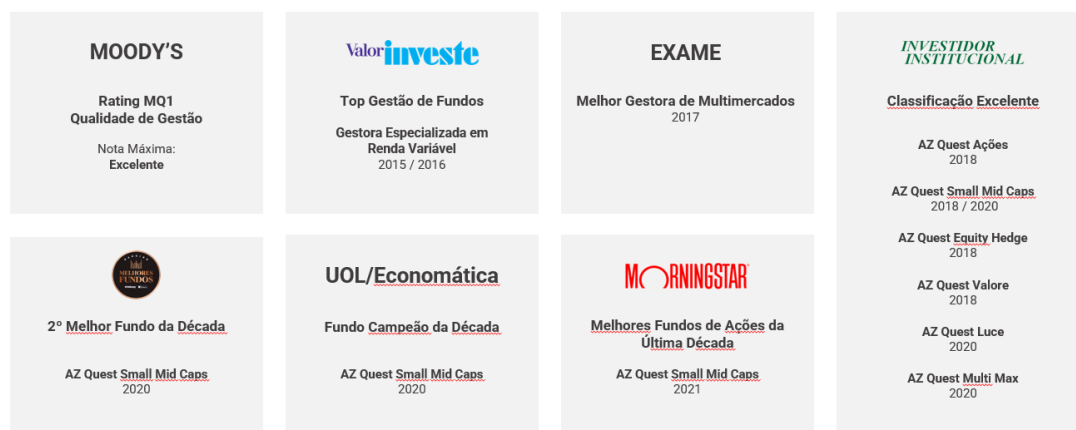 MOODY'S
Rating MQ1
Qualidade de Gestão
Nota Máxima:
Excelente
Valor investe
Top Gestão de Fundos
Gestora Especializada em
Renda Variável
2015 / 2016
EXAME
Melhor Gestora de Multimercados
2017
INVESTIDOR
INSTITUCIONAL
Classificação Excelente
AZ Quest Ações
2018
AZ Quest Small Mid Caps
2018 / 2020
AZ Quest Equity Hedge
2018
AZ Quest Valore
2018
AZ Quest Luce
2020
AZ Quest Multi Max
2020
MELHORES
FUNDOS
2º Melhor Fundo da Década
AZ Quest Small Mid Caps
2020
UOL/Economática
Fundo Campeão da Década
AZ Quest Small Mid Caps
2020
MORNINGSTAR
Melhores Fundos de Ações da
Última Década
AZ Quest Small Mid Caps
2021